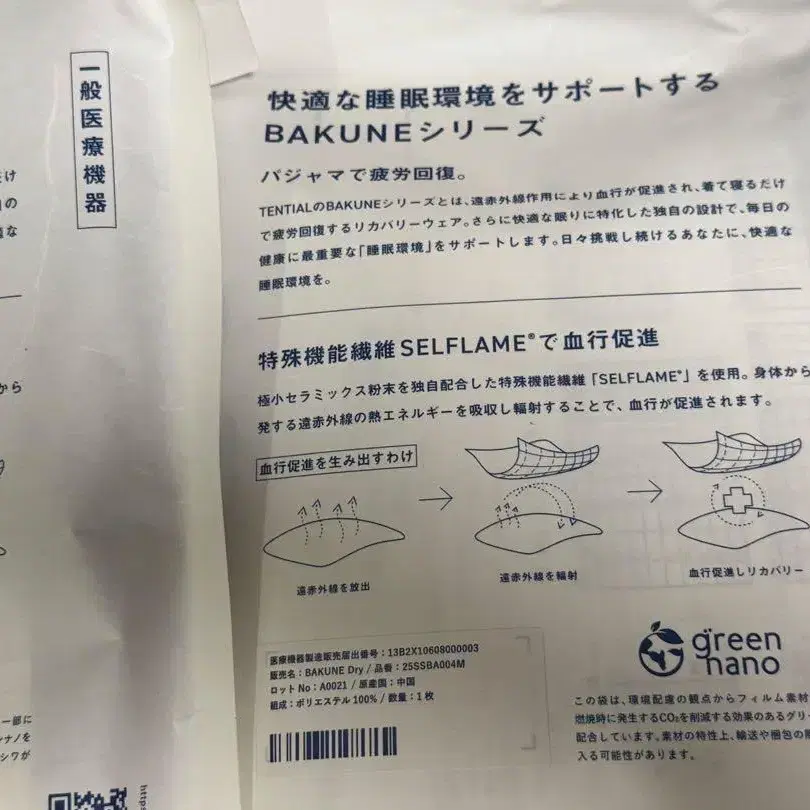 一般医療機器
快適な睡眠環境をサポートする
BAKUNEシリーズ
パジャマで疲労回復。
TENTIALのBAKUNEシリーズとは、遠赤外線作用により血行が促進され、着て寝るだけ
で疲労回復するリカバリーウェア。さらに快適な眠りに特化した独自の設計で、毎日の
健康に最重要な「睡眠環境」をサポートします。日々挑戦し続けるあなたに、快適な
睡眠環境を。
特殊機能繊維SELFLAME®で血行促進
極小セラミックス粉末を独自配合した特殊機能繊維「SELFLAME®」を使用。身体から
発する遠赤外線の熱エネルギーを吸収し輻射することで、血行が促進されます。
血行促進を生み出すわけ
遠赤外線を放出
遠赤外線を輻射
血行促進しリカバリー
医療機器製造販売届出番号:13B2X10608000003
販売名:BAKUNE Dry / 品番:25SSBA004M
ロットNo:A0021 / 原産国:中国
組成:ポリエステル 100% / 数量:1枚
green
nano
この袋は、環境配慮の観点からフィルム素材
燃焼時に発生するCO₂を削減する効果のあるグリ
配合しています。素材の特性上、輸送や梱包の
入る可能性があります。
だけ
の
な
から
一部に
ンナノを
シワが
https